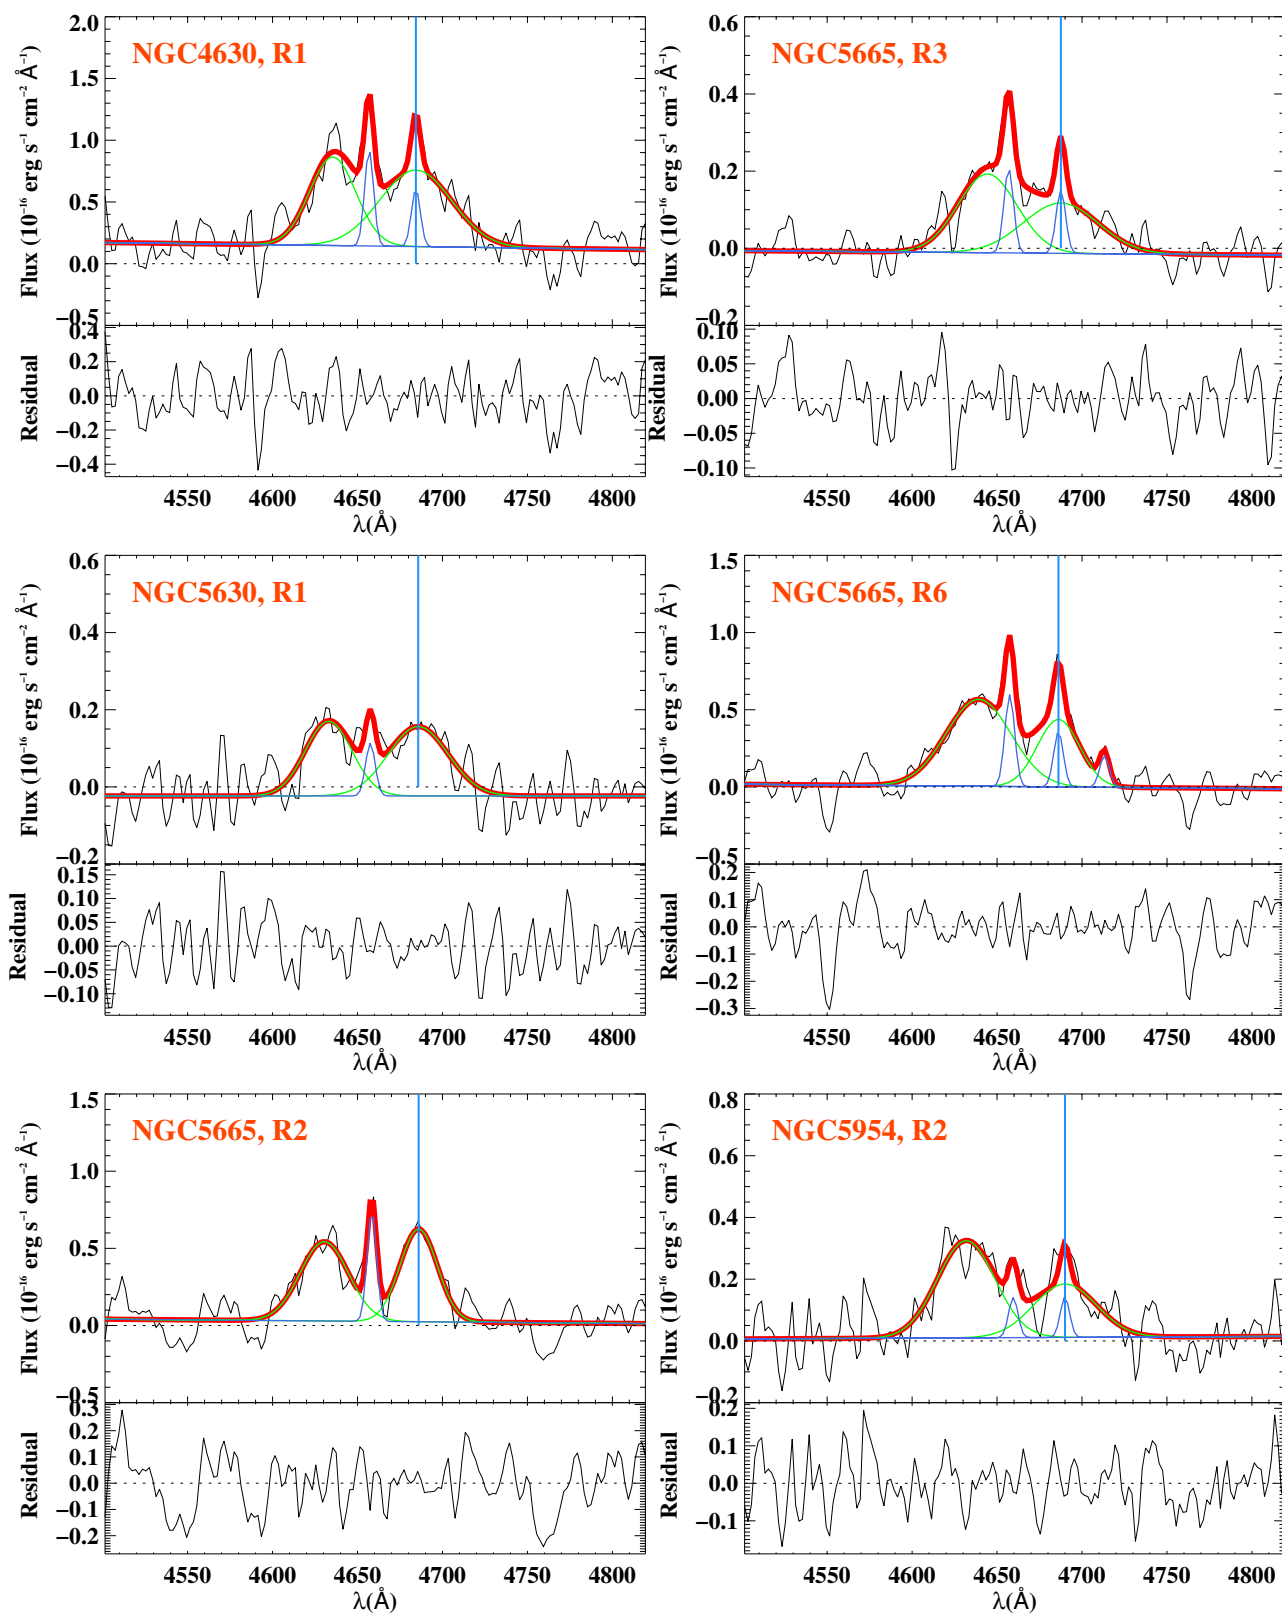 NGC4630, R1
Flux (10⁻¹⁶ erg s⁻¹ cm⁻² Å⁻¹)
2.0
1.5
1.0
0.5
0.0
−0.5
Residual
0.4
0.2
0.0
−0.2
−0.4
4550 4600 4650 4700 4750 4800
λ(Å)
NGC5665, R3
Flux (10⁻¹⁶ erg s⁻¹ cm⁻² Å⁻¹)
0.6
0.4
0.2
0.0
−0.2
Residual
0.10
0.05
0.00
−0.05
−0.10
4550 4600 4650 4700 4750 4800
λ(Å)
NGC5630, R1
Flux (10⁻¹⁶ erg s⁻¹ cm⁻² Å⁻¹)
0.6
0.4
0.2
0.0
−0.2
Residual
0.15
0.10
0.05
0.00
−0.05
−0.10
4550 4600 4650 4700 4750 4800
λ(Å)
NGC5665, R6
Flux (10⁻¹⁶ erg s⁻¹ cm⁻² Å⁻¹)
1.5
1.0
0.5
0.0
−0.5
Residual
0.2
0.1
0.0
−0.1
−0.2
−0.3
4550 4600 4650 4700 4750 4800
λ(Å)
NGC5665, R2
Flux (10⁻¹⁶ erg s⁻¹ cm⁻² Å⁻¹)
1.5
1.0
0.5
0.0
−0.5
Residual
0.3
0.2
0.1
0.0
−0.1
−0.2
4550 4600 4650 4700 4750 4800
λ(Å)
NGC5954, R2
Flux (10⁻¹⁶ erg s⁻¹ cm⁻² Å⁻¹)
0.8
0.6
0.4
0.2
0.0
−0.2
Residual
0.2
0.1
0.0
−0.1
4550 4600 4650 4700 4750 4800
λ(Å)